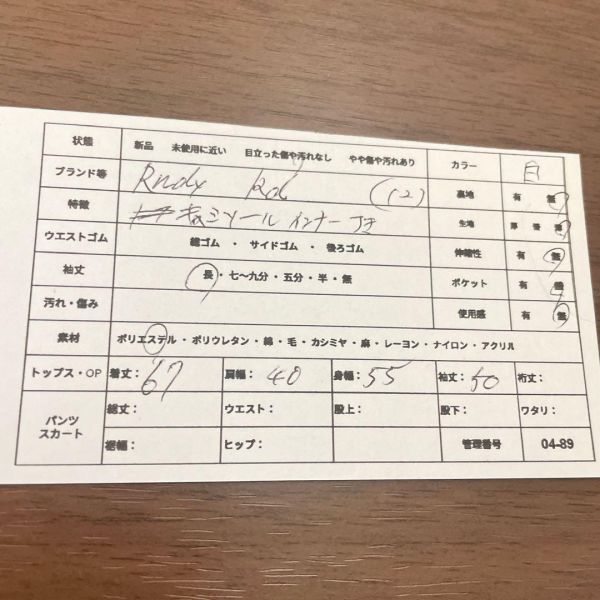 状態 新品 未使用に近い 目立った傷や汚れなし やや傷や汚れあり カラー 白
ブランド等 Rndy Rd (12) 裏地 有 無
特徴 キャミソール インナー 付き 生地 厚 普 薄
ウエストゴム 総ゴム ・ サイドゴム ・ 後ろゴム 伸縮性 有 無
袖丈 長・七〜九分・五分・半・無 ポケット 有 無
汚れ・傷み 使用感 有 無
素材 ポリエステル・ポリウレタン・綿・毛・カシミヤ・麻・レーヨン・ナイロン・アクリル
トップス・OP 着丈：67 肩幅：40 身幅：55 袖丈：50 裄丈：
パンツ スカート 総丈： ウエスト： 股上： 股下： ワタリ：
裾幅： ヒップ： 管理番号 04-89